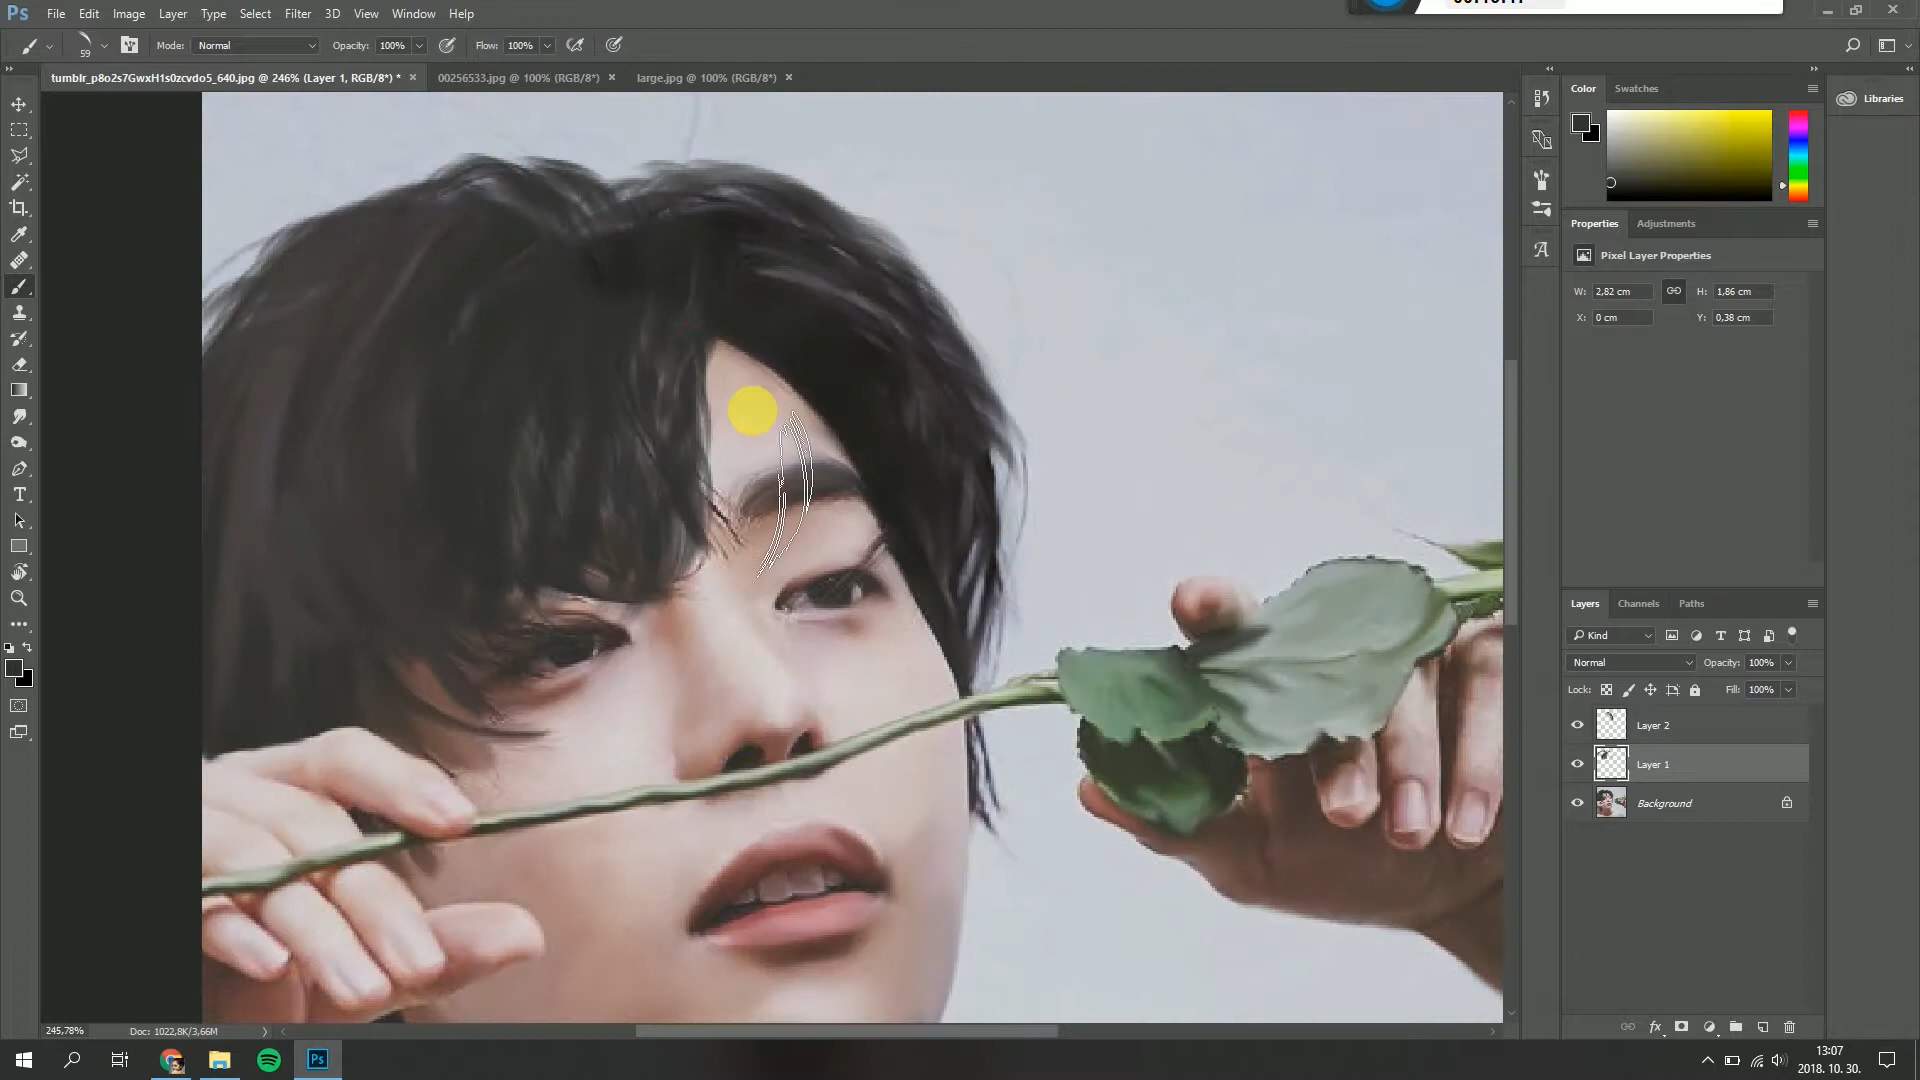 Ps File Edit Image Layer Type Select Filter 3D View Window Help
59 Mode: Normal Opacity: 100% Flow: 100%
tumblr_p8o2s7GwxH1s0zcvdo5_640.jpg @ 246% (Layer 1, RGB/8*) * × 00256533.jpg @ 100% (RGB/8*) × large.jpg @ 100% (RGB/8*) ×
Color Swatches
Libraries
Properties Adjustments
Pixel Layer Properties
W: 2,82 cm H: 1,86 cm
X: 0 cm Y: 0,38 cm
Layers Channels Paths
Kind
Normal Opacity: 100%
Lock: Fill: 100%
Layer 2
Layer 1
Background
fx
245,78% Doc: 1022,8K/3,66M
Ps
13:07
2018. 10. 30.